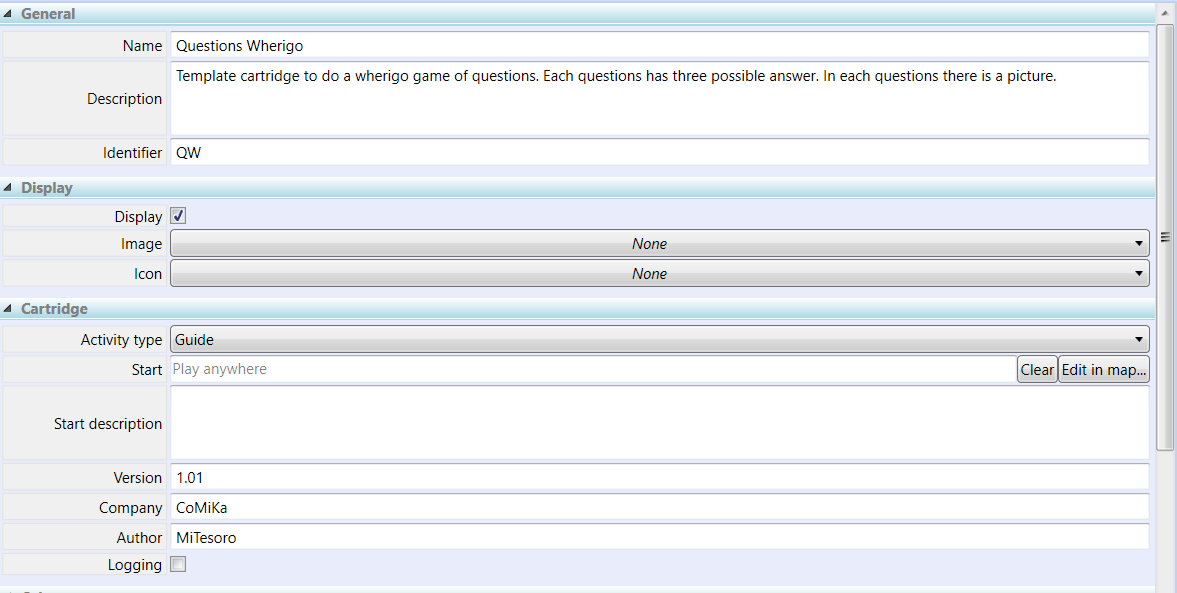 General
Name Questions Wherigo
Description Template cartridge to do a wherigo game of questions. Each questions has three possible answer. In each questions there is a picture.
Identifier QW
Display
Display
Image None
Icon None
Cartridge
Activity type Guide
Start Play anywhere Clear Edit in map...
Start description
Version 1.01
Company CoMiKa
Author MiTesoro
Logging